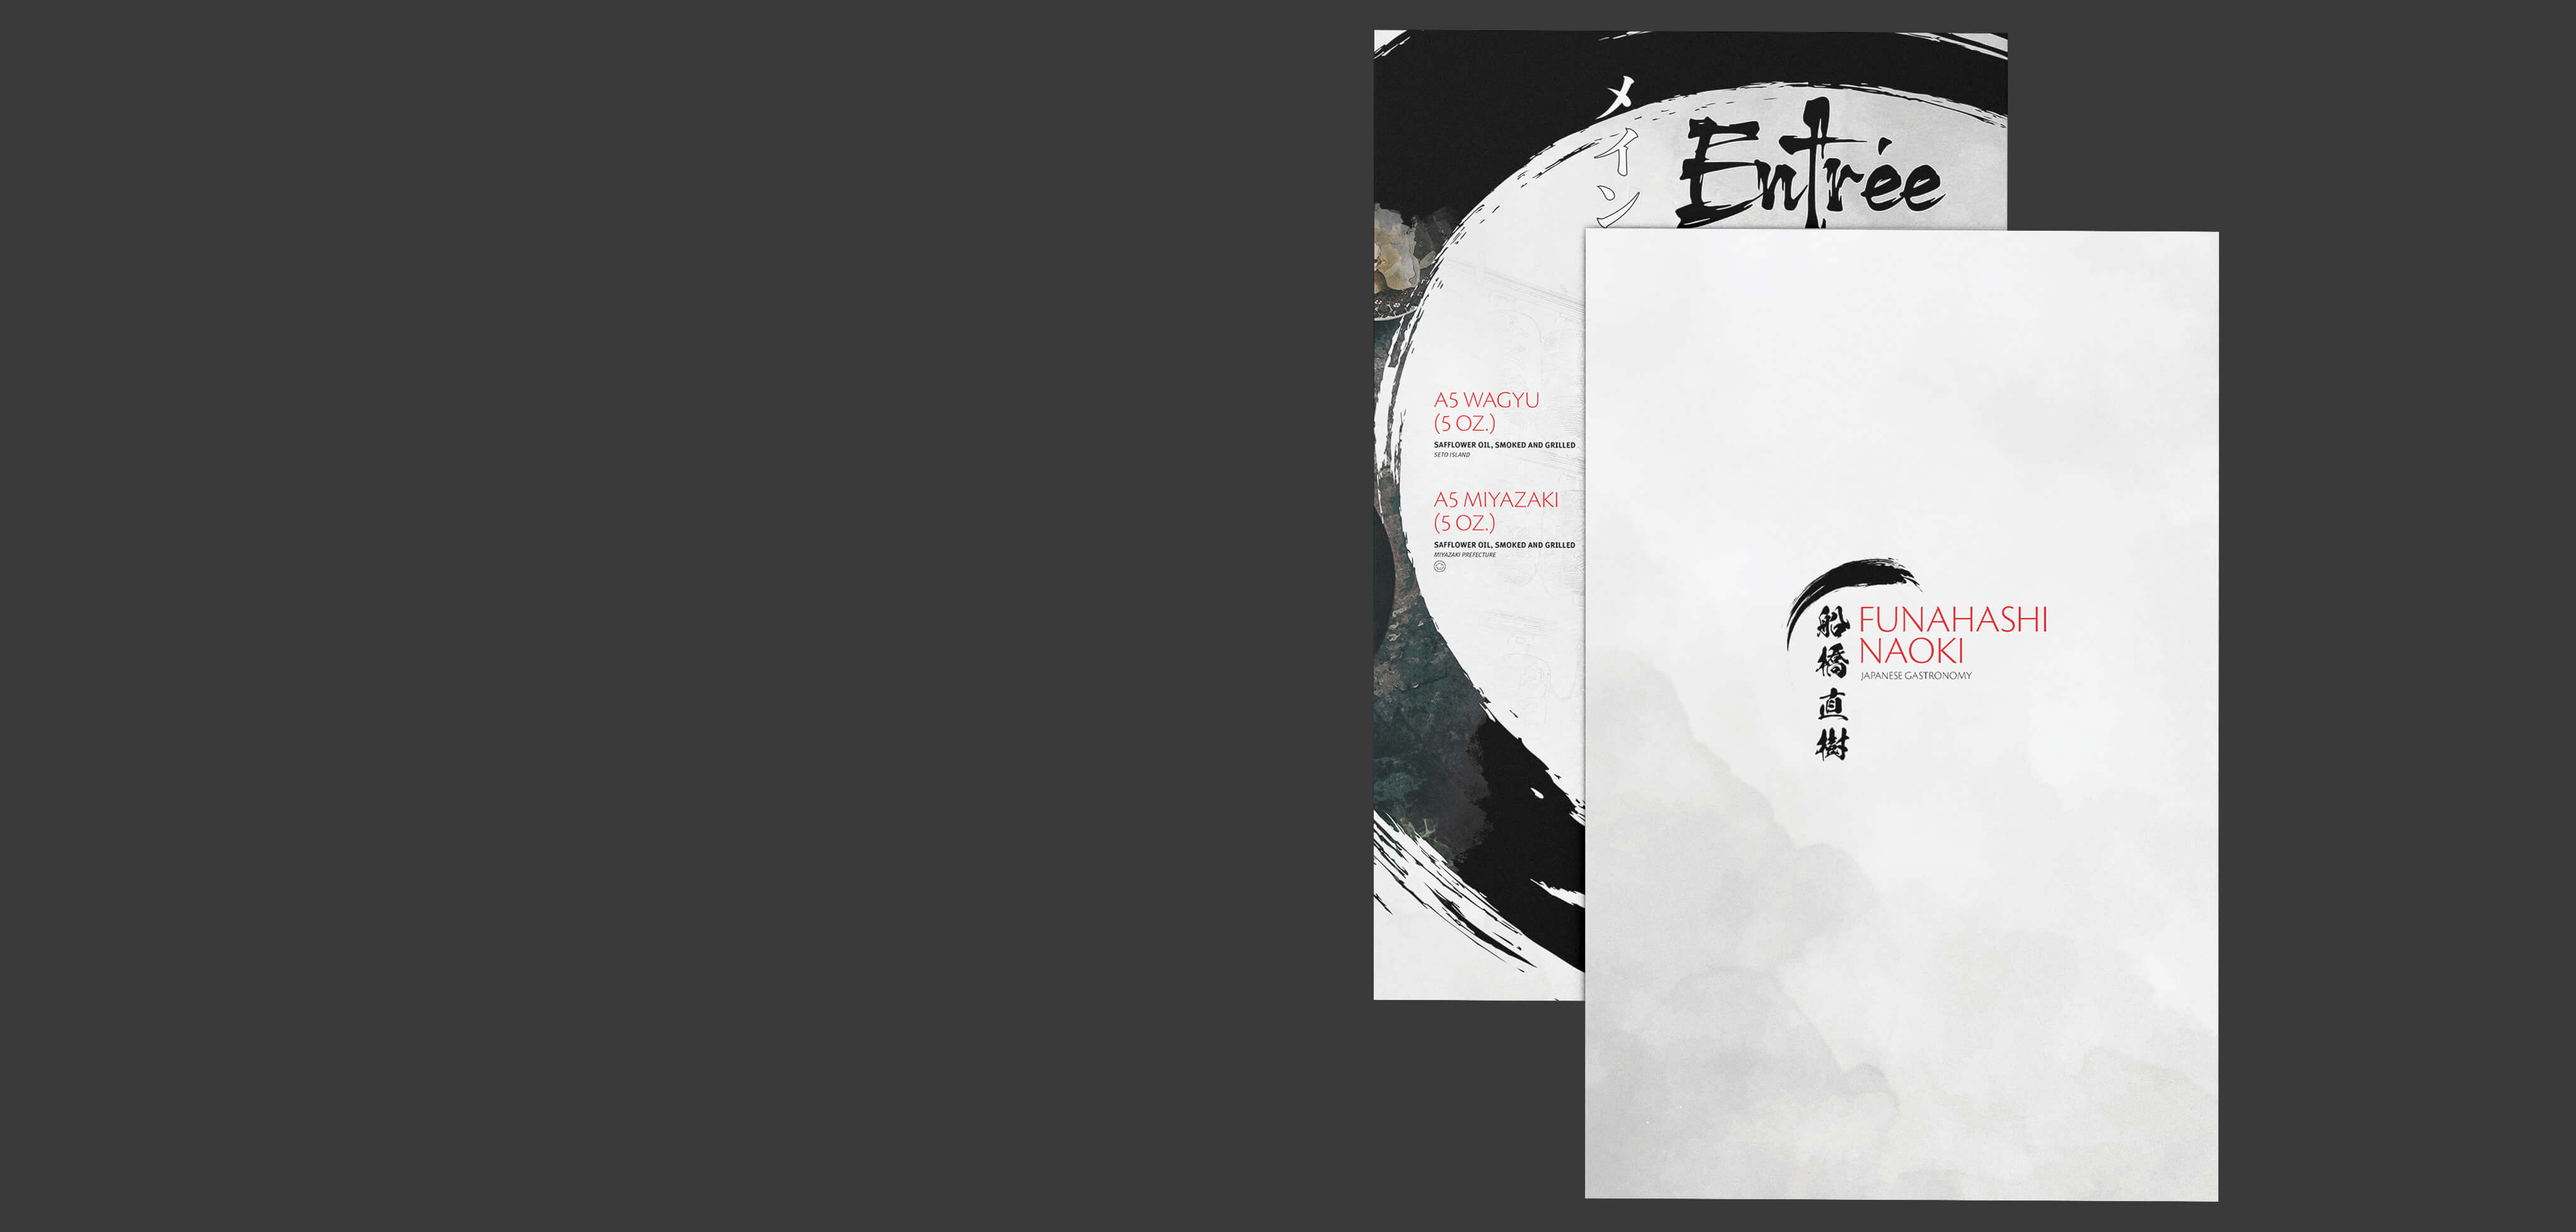 メイン
Entrée
A5 WAGYU
(5 OZ.)
SAFFLOWER OIL, SMOKED AND GRILLED
SETO ISLAND
A5 MIYAZAKI
(5 OZ.)
SAFFLOWER OIL, SMOKED AND GRILLED
MIYAZAKI PREFECTURE
船橋直樹
FUNAHASHI
NAOKI
JAPANESE GASTRONOMY